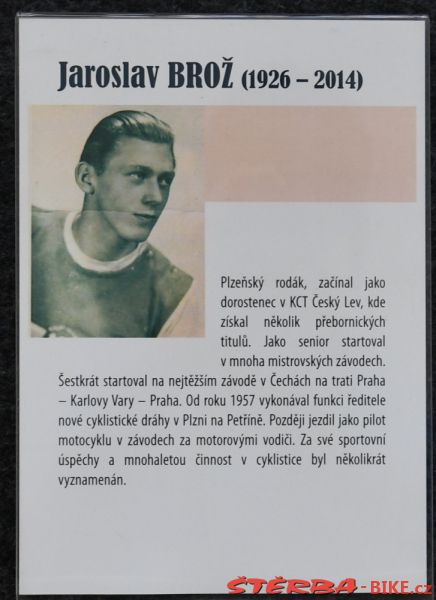 Jaroslav BROŽ (1926 – 2014)
Plzeňský rodák, začínal jako
dorostenec v KCT Český Lev, kde
získal několik přebornických
titulů. Jako senior startoval
v mnoha mistrovských závodech.
Šestkrát startoval na nejtěžším závodě v Čechách na trati Praha
– Karlovy Vary – Praha. Od roku 1957 vykonával funkci ředitele
nové cyklistické dráhy v Plzni na Petříně. Později jezdil jako pilot
motocyklu v závodech za motorovými vodiči. Za své sportovní
úspěchy a mnohaletou činnost v cyklistice byl několikrát
vyznamenán.
ŠTĚRBA-BIKE.cz